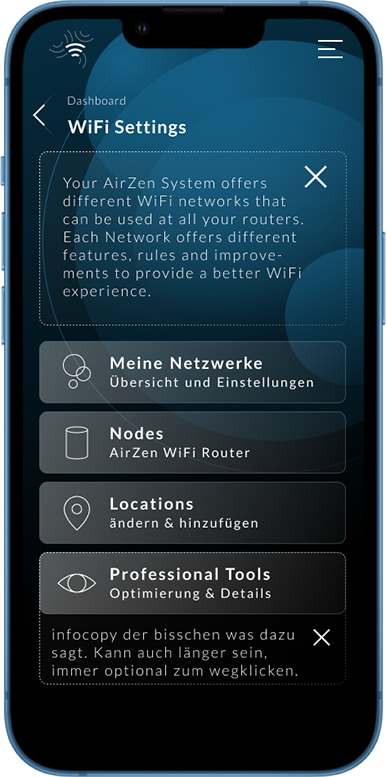 Dashboard
WiFi Settings
Your AirZen System offers
different WiFi networks that
can be used at all your routers.
Each Network offers different
features, rules and improve-
ments to provide a better WiFi
experience.
Meine Netzwerke
Übersicht und Einstellungen
Nodes
AirZen WiFi Router
Locations
ändern & hinzufügen
Professional Tools
Optimierung & Details
infocopy der bisschen was dazu
sagt. Kann auch länger sein,
immer optional zum wegklicken.